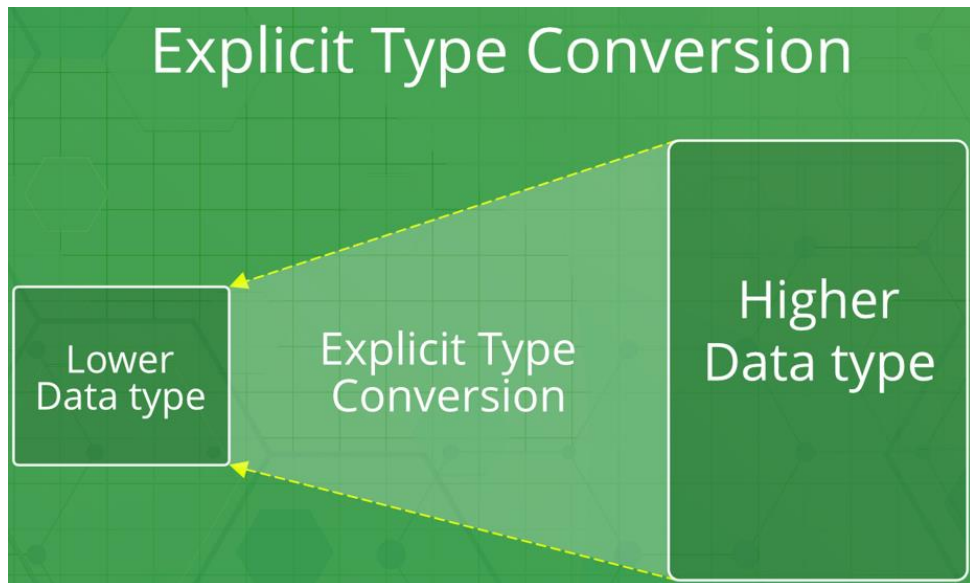 Explicit Type Conversion
Lower
Data type
Explicit Type
Conversion
Higher
Data type